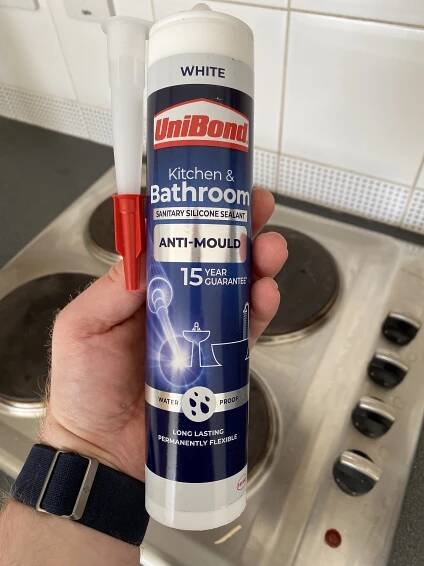 WHITE
UniBond
Kitchen &
Bathroom
SANITARY SILICONE SEALANT
ANTI-MOULD
15 YEAR
GUARANTEE*
WATER PROOF
LONG LASTING
PERMANENTLY FLEXIBLE